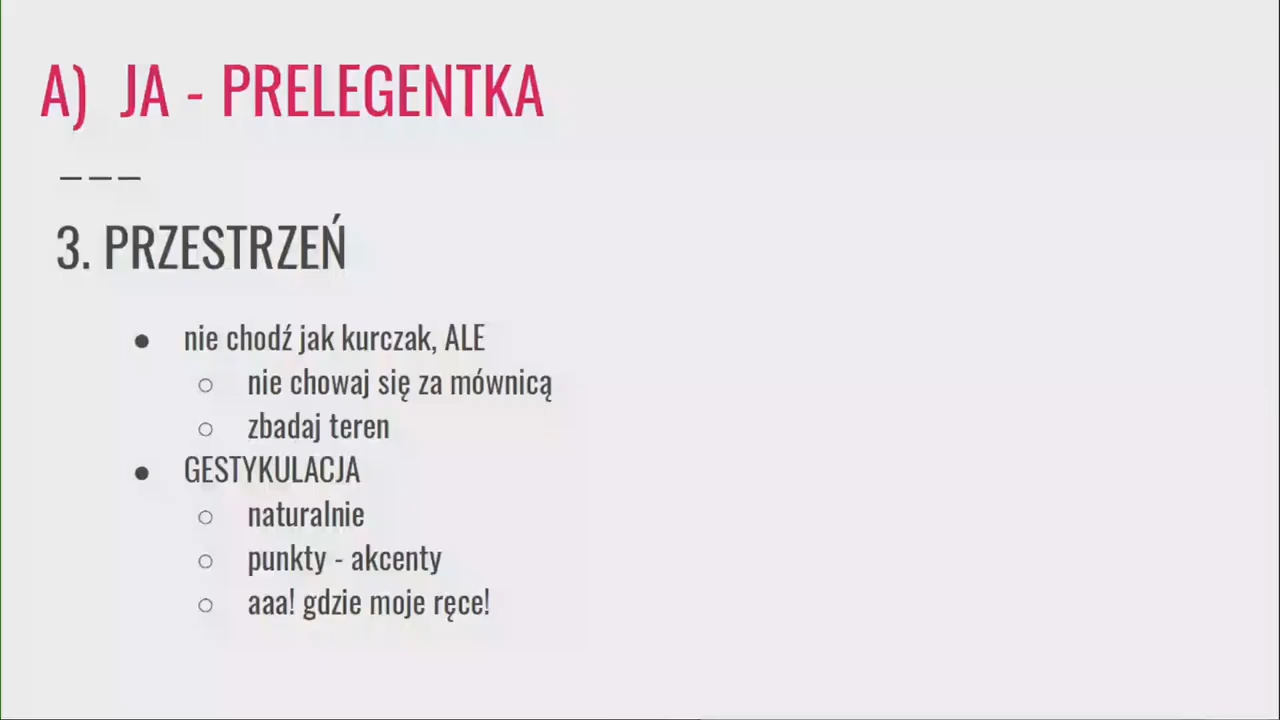 A) JA - PRELEGENTKA
3. PRZESTRZEŃ
● nie chodź jak kurczak, ALE
○ nie chowaj się za mównicą
○ zbadaj teren
● GESTYKULACJA
○ naturalnie
○ punkty - akcenty
○ aaa! gdzie moje ręce!